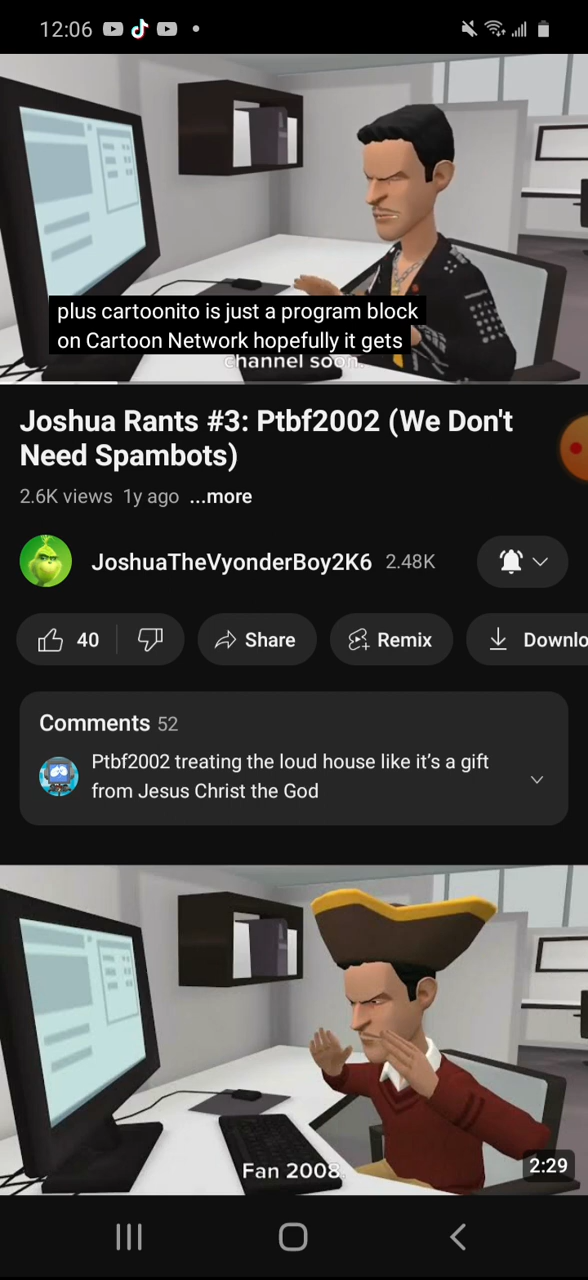 12:06
plus cartoonito is just a program block
on Cartoon Network hopefully it gets
channel soon.
Joshua Rants #3: Ptbf2002 (We Don't
Need Spambots)
2.6K views 1y ago ...more
JoshuaTheVyonderBoy2K6 2.48K
40 Share Remix Downlo
Comments 52
Ptbf2002 treating the loud house like it’s a gift
from Jesus Christ the God
Fan 2008.
2:29